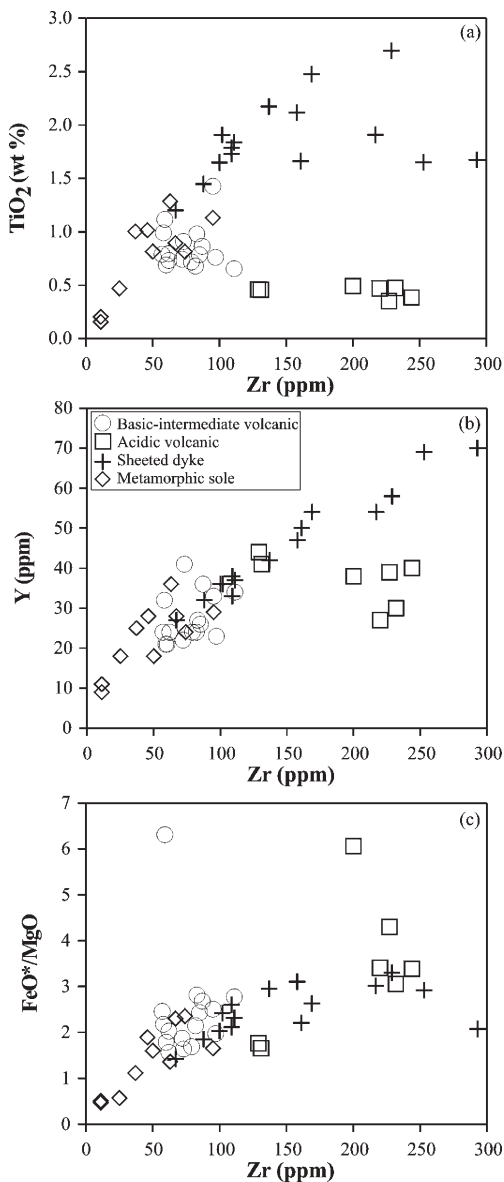 (a)
3.0
2.5
2.0
1.5
1.0
0.5
0.0
TiO2 (wt %)
0 50 100 150 200 250 300
Zr (ppm)
(b)
80
70
60
50
40
30
20
10
0
Y (ppm)
Basic-intermediate volcanic
Acidic volcanic
Sheeted dyke
Metamorphic sole
0 50 100 150 200 250 300
Zr (ppm)
(c)
7
6
5
4
3
2
1
0
FeO*/MgO
0 50 100 150 200 250 300
Zr (ppm)